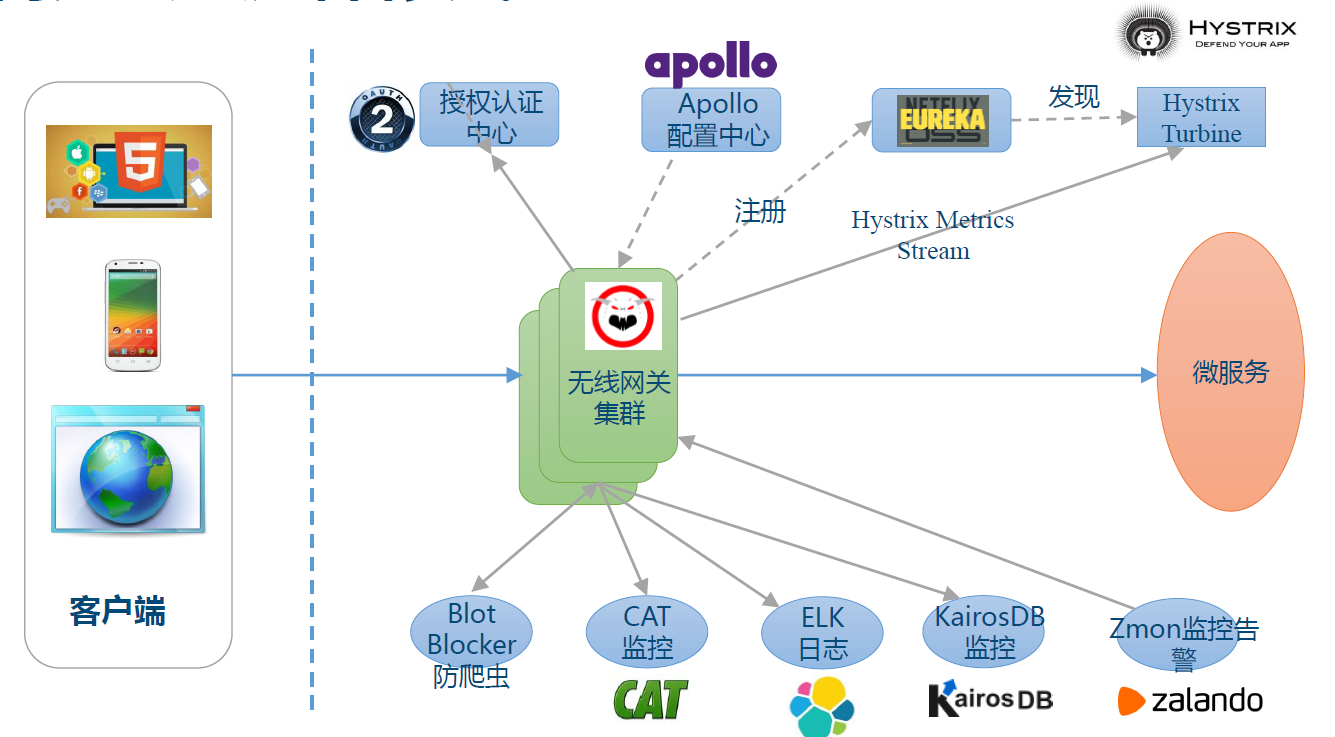 HYSTRIX
DEFEND YOUR APP
apollo
OAUTH
2
授权认证
中心
Apollo
配置中心
NETFLIX
EUREKA
OSS
发现
Hystrix
Turbine
5
注册
Hystrix Metrics
Stream
无线网关
集群
微服务
客户端
Blot
Blocker
防爬虫
CAT
监控
ELK
日志
KairosDB
监控
Zmon监控告
警
CAT
KairosDB
zalando